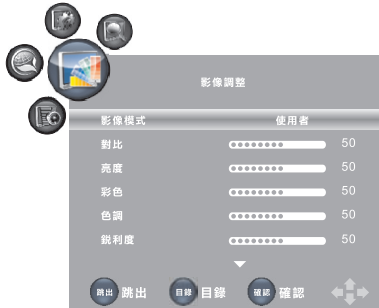 影像調整
影像模式 使用者
對比 50
亮度 50
彩色 50
色調 50
銳利度 50
跳出 跳出 目錄 目錄 確認 確認